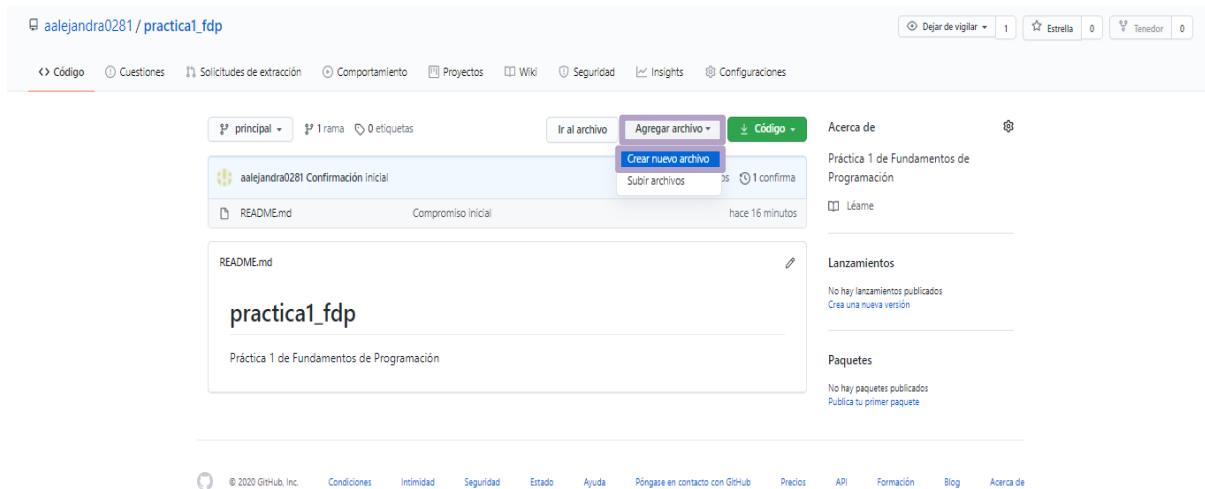 aalejandra0281 / practica1_fdp
Dejar de vigilar 1 Estrella 0 Tenedor 0
Código Cuestiones Solicitudes de extracción Comportamiento Proyectos Wiki Seguridad Insights Configuraciones
principal 1 rama 0 etiquetas Ir al archivo Agregar archivo Código
Crear nuevo archivo
Subir archivos
aalejandra0281 Confirmación inicial os 1 confirma
README.md Compromiso inicial hace 16 minutos
README.md
practica1_fdp
Práctica 1 de Fundamentos de Programación
Acerca de
Práctica 1 de Fundamentos de
Programación
Léame
Lanzamientos
No hay lanzamientos publicados
Crea una nueva versión
Paquetes
No hay paquetes publicados
Publica tu primer paquete
© 2020 GitHub, Inc. Condiciones Intimidad Seguridad Estado Ayuda Póngase en contacto con GitHub Precios API Formación Blog Acerca de